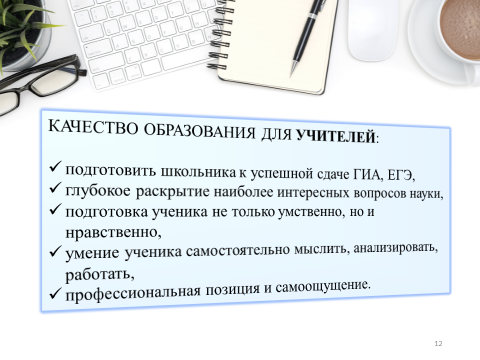 КАЧЕСТВО ОБРАЗОВАНИЯ ДЛЯ УЧИТЕЛЕЙ:
✓ подготовить школьника к успешной сдаче ГИА, ЕГЭ,
✓ глубокое раскрытие наиболее интересных вопросов науки,
✓ подготовка ученика не только умственно, но и
нравственно,
✓ умение ученика самостоятельно мыслить, анализировать,
работать,
✓ профессиональная позиция и самоощущение.
12